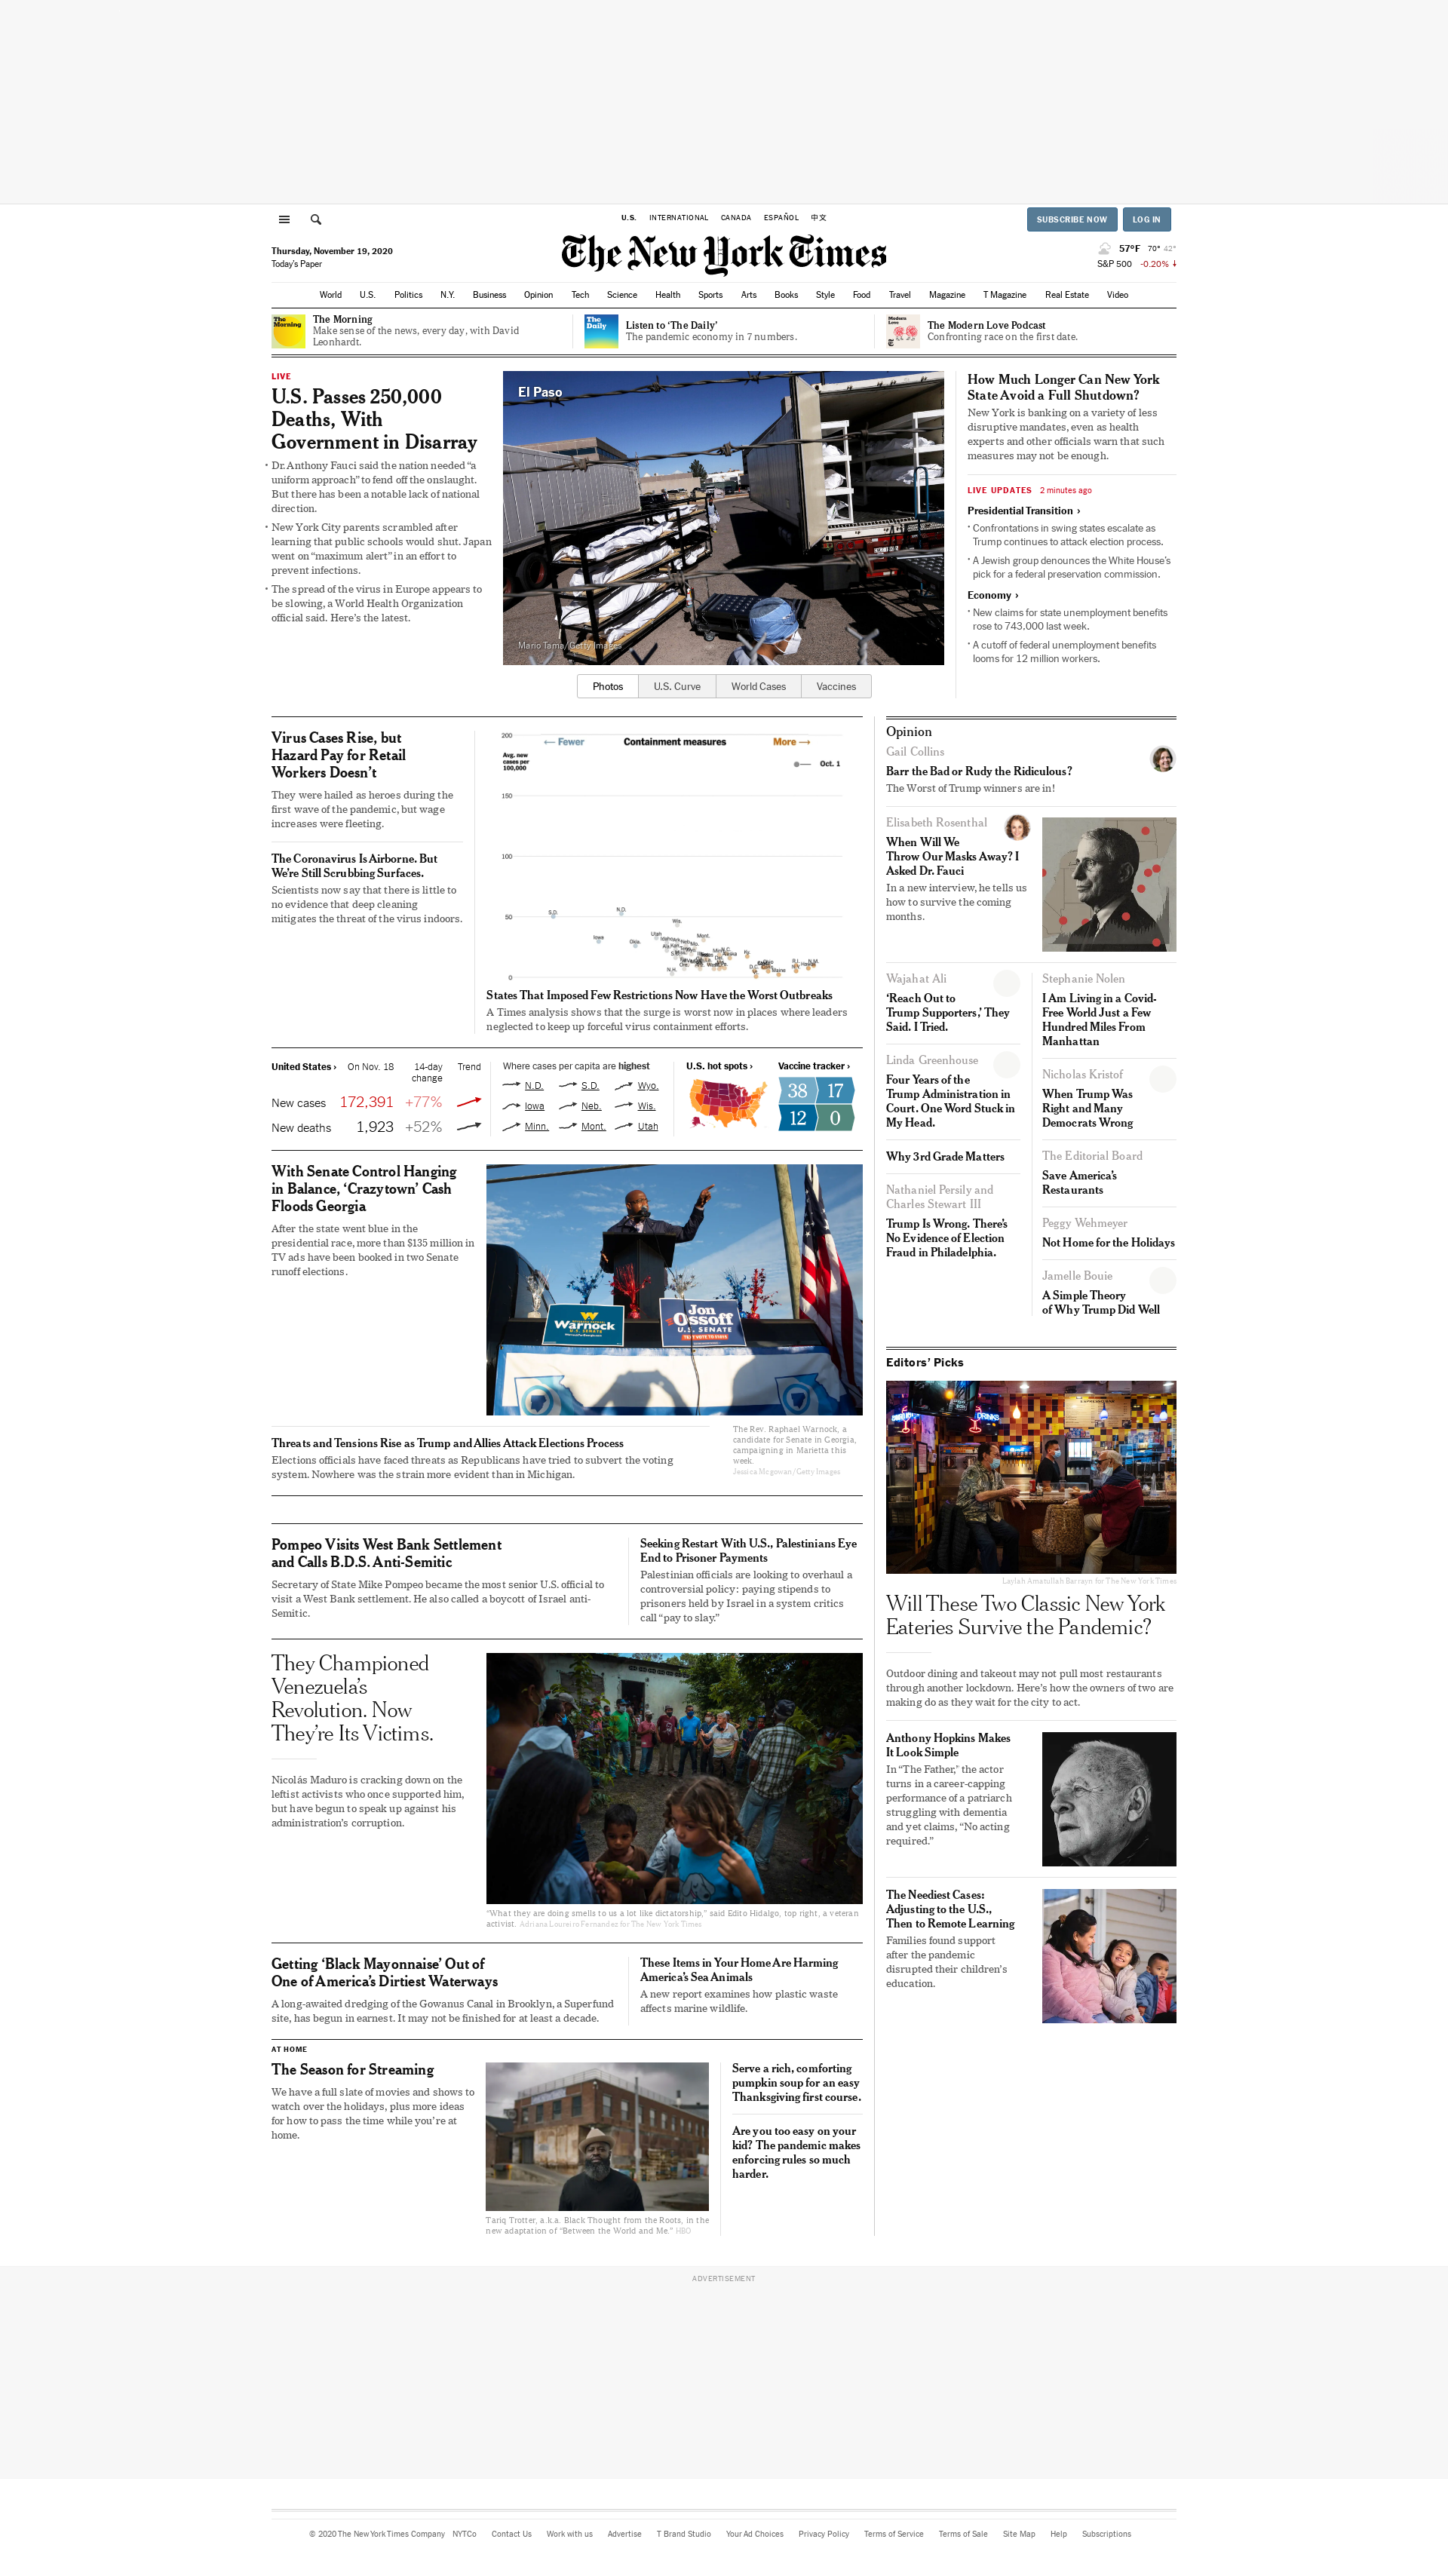 U.S.
INTERNATIONAL
CANADA
ESPAÑOL
中文
SUBSCRIBE NOW
LOG IN
Thursday, November 19, 2020
Today's Paper
The New York Times
57°F 70° 42°
S&P 500 -0.20%
World
U.S.
Politics
N.Y.
Business
Opinion
Tech
Science
Health
Sports
Arts
Books
Style
Food
Travel
Magazine
T Magazine
Real Estate
Video
The Morning
The Morning
Make sense of the news, every day, with David
Leonhardt.
The Daily
Listen to ‘The Daily’
The pandemic economy in 7 numbers.
Modern Love
The Modern Love Podcast
Confronting race on the first date.
LIVE
U.S. Passes 250,000
Deaths, With
Government in Disarray
• Dr. Anthony Fauci said the nation needed “a
uniform approach” to fend off the onslaught.
But there has been a notable lack of national
direction.
• New York City parents scrambled after
learning that public schools would shut. Japan
went on “maximum alert” in an effort to
prevent infections.
• The spread of the virus in Europe appears to
be slowing, a World Health Organization
official said. Here’s the latest.
El Paso
Mario Tama/Getty Images
Photos
U.S. Curve
World Cases
Vaccines
How Much Longer Can New York
State Avoid a Full Shutdown?
New York is banking on a variety of less
disruptive mandates, even as health
experts and other officials warn that such
measures may not be enough.
LIVE UPDATES 2 minutes ago
Presidential Transition ›
• Confrontations in swing states escalate as
Trump continues to attack election process.
• A Jewish group denounces the White House’s
pick for a federal preservation commission.
Economy ›
• New claims for state unemployment benefits
rose to 743,000 last week.
• A cutoff of federal unemployment benefits
looms for 12 million workers.
Virus Cases Rise, but
Hazard Pay for Retail
Workers Doesn’t
They were hailed as heroes during the
first wave of the pandemic, but wage
increases were fleeting.
The Coronavirus Is Airborne. But
We’re Still Scrubbing Surfaces.
Scientists now say that there is little to
no evidence that deep cleaning
mitigates the threat of the virus indoors.
200
← Fewer
Containment measures
More →
Avg. new
cases per
100,000
Oct. 1
150
100
50
0
S.D.
N.D.
Wis.
Iowa
Okla.
Utah
Mont.
Ky.
N.H.
Maine
N.M.
States That Imposed Few Restrictions Now Have the Worst Outbreaks
A Times analysis shows that the surge is worst now in places where leaders
neglected to keep up forceful virus containment efforts.
United States › On Nov. 18 14-day
change Trend
New cases 172,391 +77%
New deaths 1,923 +52%
Where cases per capita are highest
N.D. S.D. Wyo.
Iowa Neb. Wis.
Minn. Mont. Utah
U.S. hot spots ›
Vaccine tracker ›
38 17
12 0
With Senate Control Hanging
in Balance, ‘Crazytown’ Cash
Floods Georgia
After the state went blue in the
presidential race, more than $135 million in
TV ads have been booked in two Senate
runoff elections.
Warnock
U.S. SENATE
Jon
Ossoff
U.S. SENATE
The Rev. Raphael Warnock, a
candidate for Senate in Georgia,
campaigning in Marietta this
week.
Jessica Mcgowan/Getty Images
Threats and Tensions Rise as Trump and Allies Attack Elections Process
Elections officials have faced threats as Republicans have tried to subvert the voting
system. Nowhere was the strain more evident than in Michigan.
Pompeo Visits West Bank Settlement
and Calls B.D.S. Anti-Semitic
Secretary of State Mike Pompeo became the most senior U.S. official to
visit a West Bank settlement. He also called a boycott of Israel anti-
Semitic.
Seeking Restart With U.S., Palestinians Eye
End to Prisoner Payments
Palestinian officials are looking to overhaul a
controversial policy: paying stipends to
prisoners held by Israel in a system critics
call “pay to slay.”
They Championed
Venezuela’s
Revolution. Now
They’re Its Victims.
Nicolás Maduro is cracking down on the
leftist activists who once supported him,
but have begun to speak up against his
administration’s corruption.
“What they are doing smells to us a lot like dictatorship,” said Edito Hidalgo, top right, a veteran
activist. Adriana Loureiro Fernandez for The New York Times
Getting ‘Black Mayonnaise’ Out of
One of America’s Dirtiest Waterways
A long-awaited dredging of the Gowanus Canal in Brooklyn, a Superfund
site, has begun in earnest. It may not be finished for at least a decade.
These Items in Your Home Are Harming
America’s Sea Animals
A new report examines how plastic waste
affects marine wildlife.
AT HOME
The Season for Streaming
We have a full slate of movies and shows to
watch over the holidays, plus more ideas
for how to pass the time while you’re at
home.
Tariq Trotter, a.k.a. Black Thought from the Roots, in the
new adaptation of “Between the World and Me.” HBO
Serve a rich, comforting
pumpkin soup for an easy
Thanksgiving first course.
Are you too easy on your
kid? The pandemic makes
enforcing rules so much
harder.
Opinion
Gail Collins
Barr the Bad or Rudy the Ridiculous?
The Worst of Trump winners are in!
Elisabeth Rosenthal
When Will We
Throw Our Masks Away? I
Asked Dr. Fauci
In a new interview, he tells us
how to survive the coming
months.
Wajahat Ali
‘Reach Out to
Trump Supporters,’ They
Said. I Tried.
Linda Greenhouse
Four Years of the
Trump Administration in
Court. One Word Stuck in
My Head.
Why 3rd Grade Matters
Nathaniel Persily and
Charles Stewart III
Trump Is Wrong. There’s
No Evidence of Election
Fraud in Philadelphia.
Stephanie Nolen
I Am Living in a Covid-
Free World Just a Few
Hundred Miles From
Manhattan
Nicholas Kristof
When Trump Was
Right and Many
Democrats Wrong
The Editorial Board
Save America’s
Restaurants
Peggy Wehmeyer
Not Home for the Holidays
Jamelle Bouie
A Simple Theory
of Why Trump Did Well
Editors’ Picks
DRINKS
Laylah Amatullah Barrayn for The New York Times
Will These Two Classic New York
Eateries Survive the Pandemic?
Outdoor dining and takeout may not pull most restaurants
through another lockdown. Here’s how the owners of two are
making do as they wait for the city to act.
Anthony Hopkins Makes
It Look Simple
In “The Father,” the actor
turns in a career-capping
performance of a patriarch
struggling with dementia
and yet claims, “No acting
required.”
The Neediest Cases:
Adjusting to the U.S.,
Then to Remote Learning
Families found support
after the pandemic
disrupted their children’s
education.
ADVERTISEMENT
© 2020 The New York Times Company
NYTCo
Contact Us
Work with us
Advertise
T Brand Studio
Your Ad Choices
Privacy Policy
Terms of Service
Terms of Sale
Site Map
Help
Subscriptions